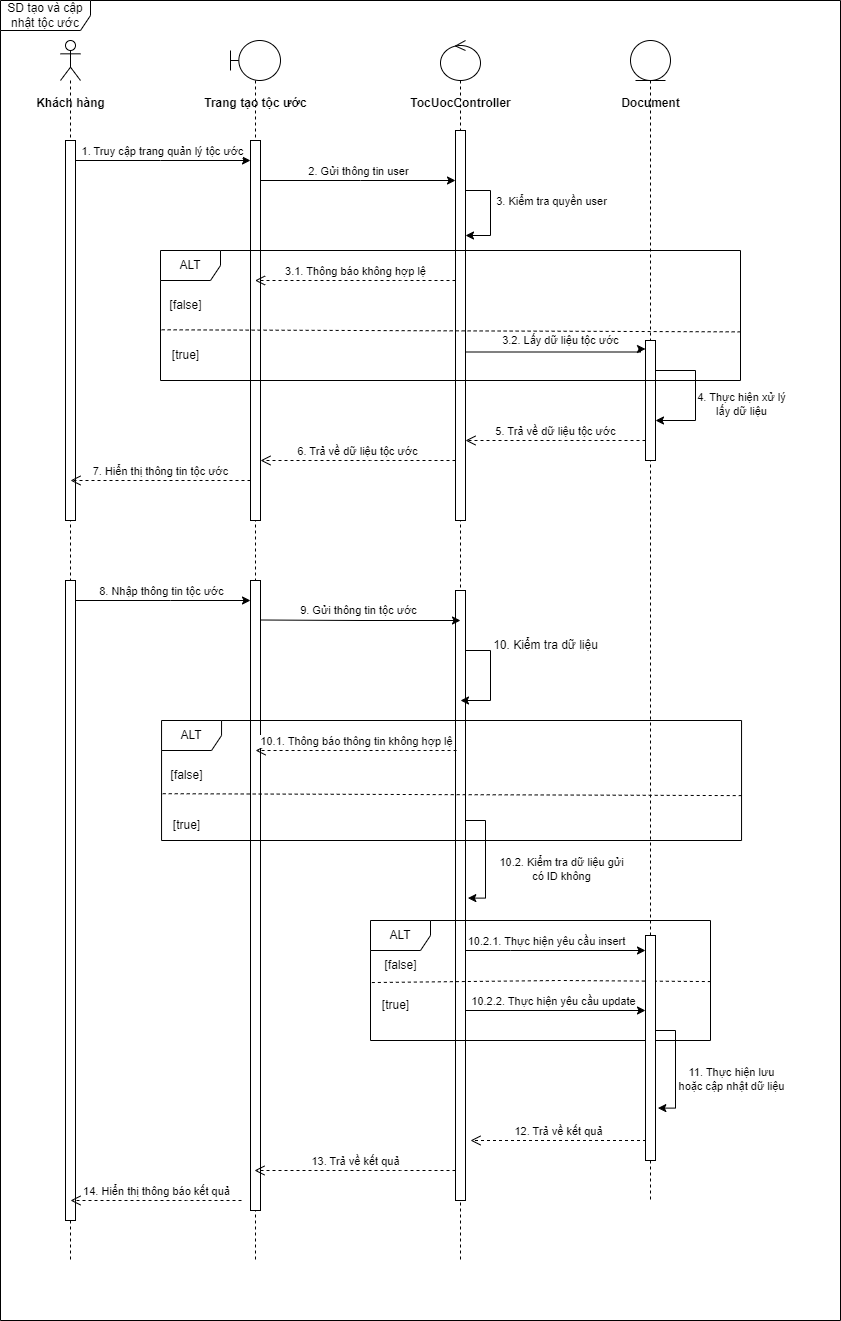 SD tạo và cập
nhật tộc ước
Khách hàng
Trang tạo tộc ước
TocUocController
Document
1. Truy cập trang quản lý tộc ước
2. Gửi thông tin user
3. Kiểm tra quyền user
ALT
3.1. Thông báo không hợp lệ
[false]
3.2. Lấy dữ liệu tộc ước
[true]
4. Thực hiện xử lý
lấy dữ liệu
5. Trả về dữ liệu tộc ước
6. Trả về dữ liệu tộc ước
7. Hiển thị thông tin tộc ước
8. Nhập thông tin tộc ước
9. Gửi thông tin tộc ước
10. Kiểm tra dữ liệu
ALT
10.1. Thông báo thông tin không hợp lệ
[false]
[true]
10.2. Kiểm tra dữ liệu gửi
có ID không
ALT
10.2.1. Thực hiện yêu cầu insert
[false]
10.2.2. Thực hiện yêu cầu update
[true]
11. Thực hiện lưu
hoặc cập nhật dữ liệu
12. Trả về kết quả
13. Trả về kết quả
14. Hiển thị thông báo kết quả